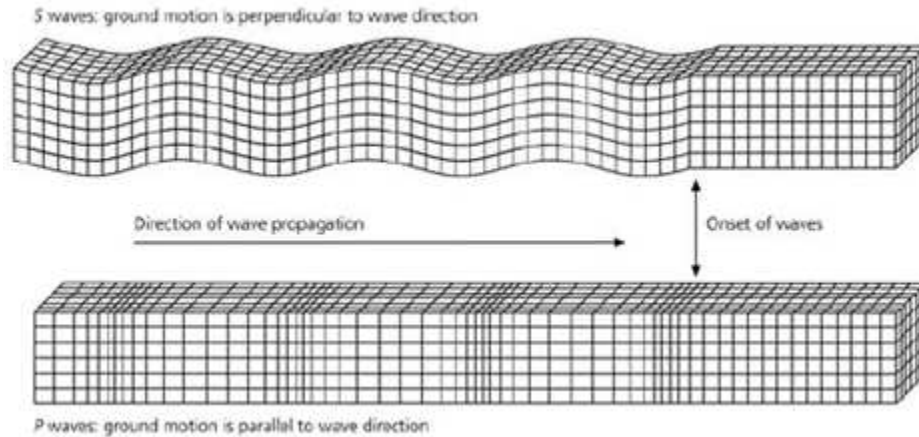 S waves: ground motion is perpendicular to wave direction
Direction of wave propagation
Onset of waves
P waves: ground motion is parallel to wave direction